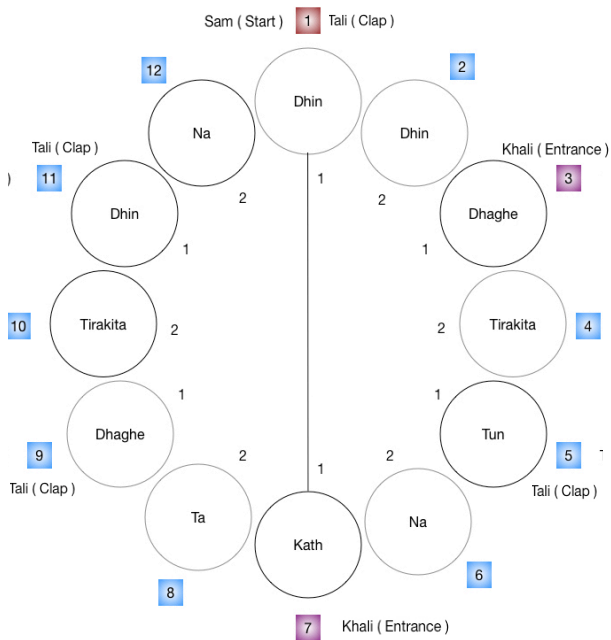 Sam ( Start ) 1 Tali ( Clap )
12
2
Dhin
Na
Dhin
Tali ( Clap )
Khali ( Entrance )
) 11
3
1
2
2
Dhin
Dhaghe
1
1
10
Tirakita
2
2
Tirakita
4
1
1
Dhaghe
Tun
9
2
2
5
Tali ( Clap )
1
Tali ( Clap )
Ta
Na
Kath
8
6
7 Khali ( Entrance )